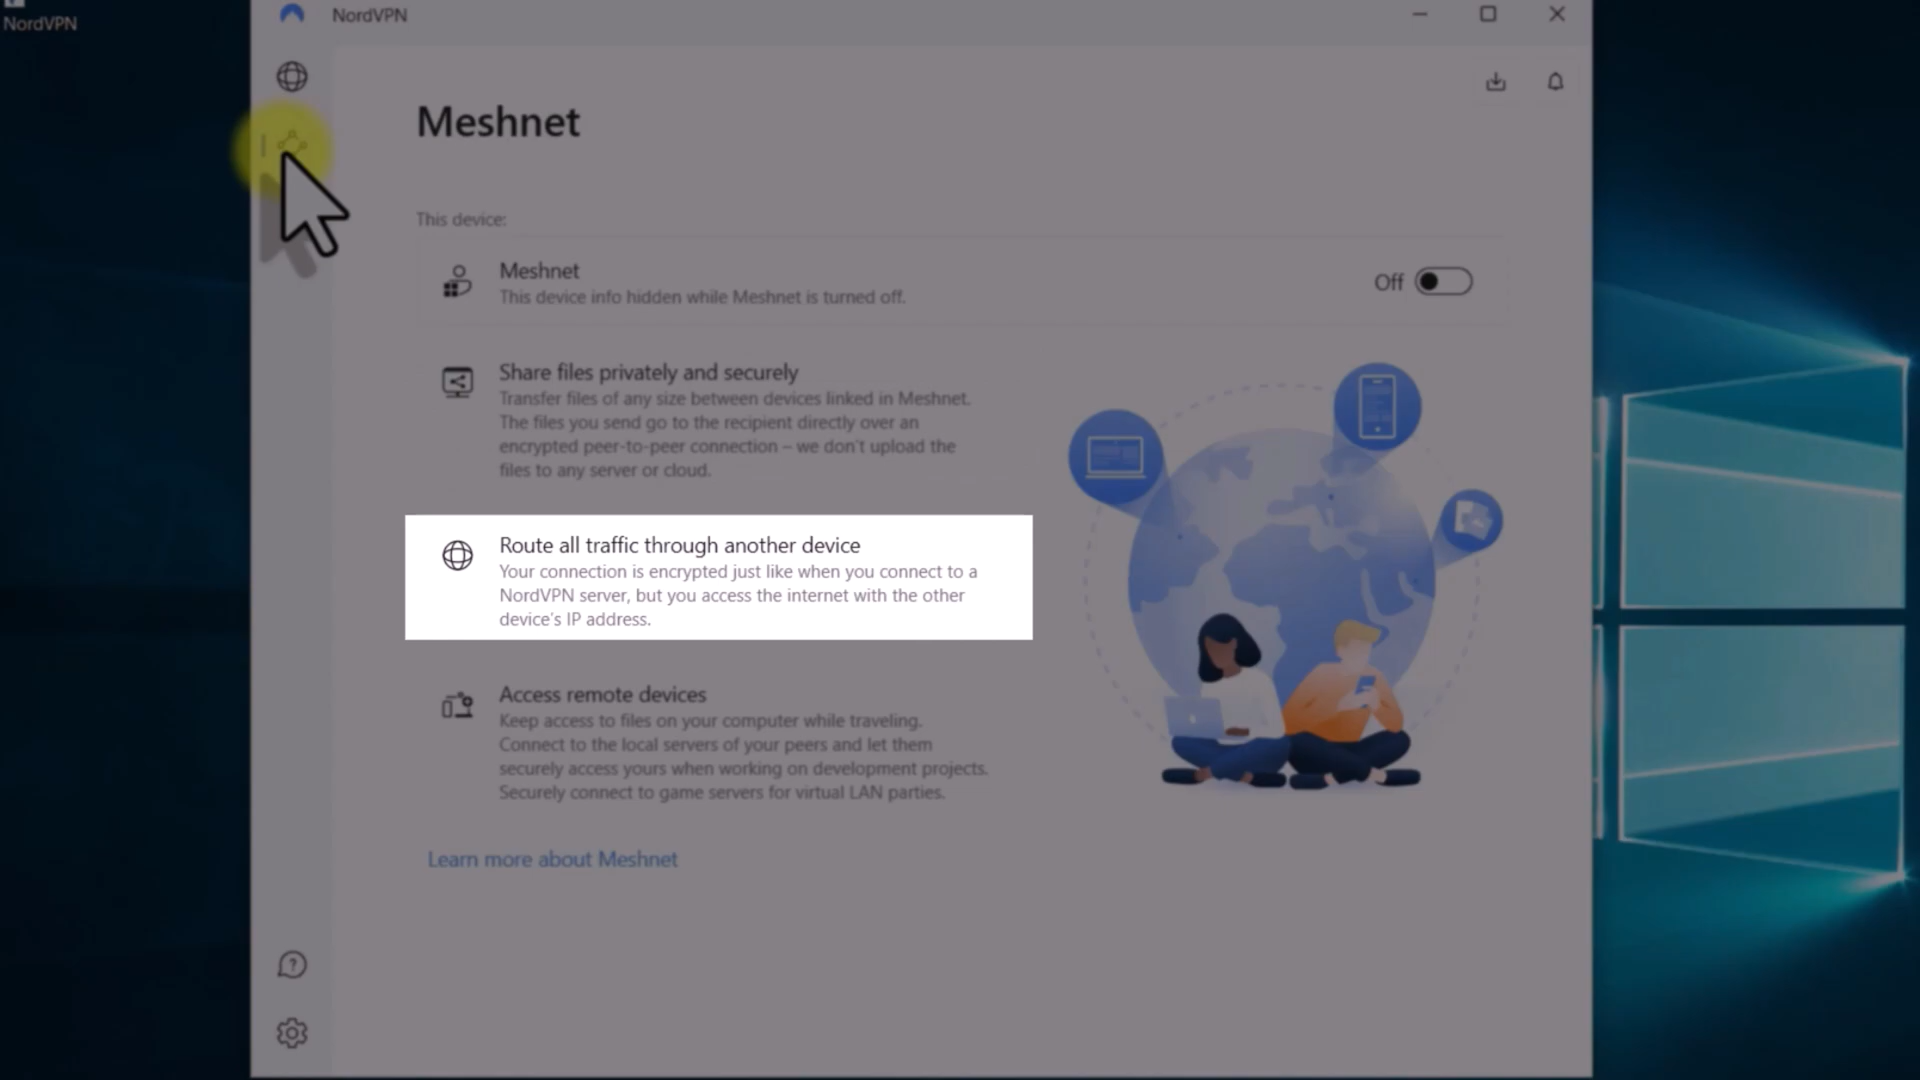 NordVPN
NordVPN
Meshnet
This device:
Meshnet
This device info hidden while Meshnet is turned off.
Off
Share files privately and securely
Transfer files of any size between devices linked in Meshnet.
The files you send go to the recipient directly over an
encrypted peer-to-peer connection – we don't upload the
files to any server or cloud.
Route all traffic through another device
Your connection is encrypted just like when you connect to a
NordVPN server, but you access the internet with the other
device's IP address.
Access remote devices
Keep access to files on your computer while traveling.
Connect to the local servers of your peers and let them
securely access yours when working on development projects.
Securely connect to game servers for virtual LAN parties.
Learn more about Meshnet